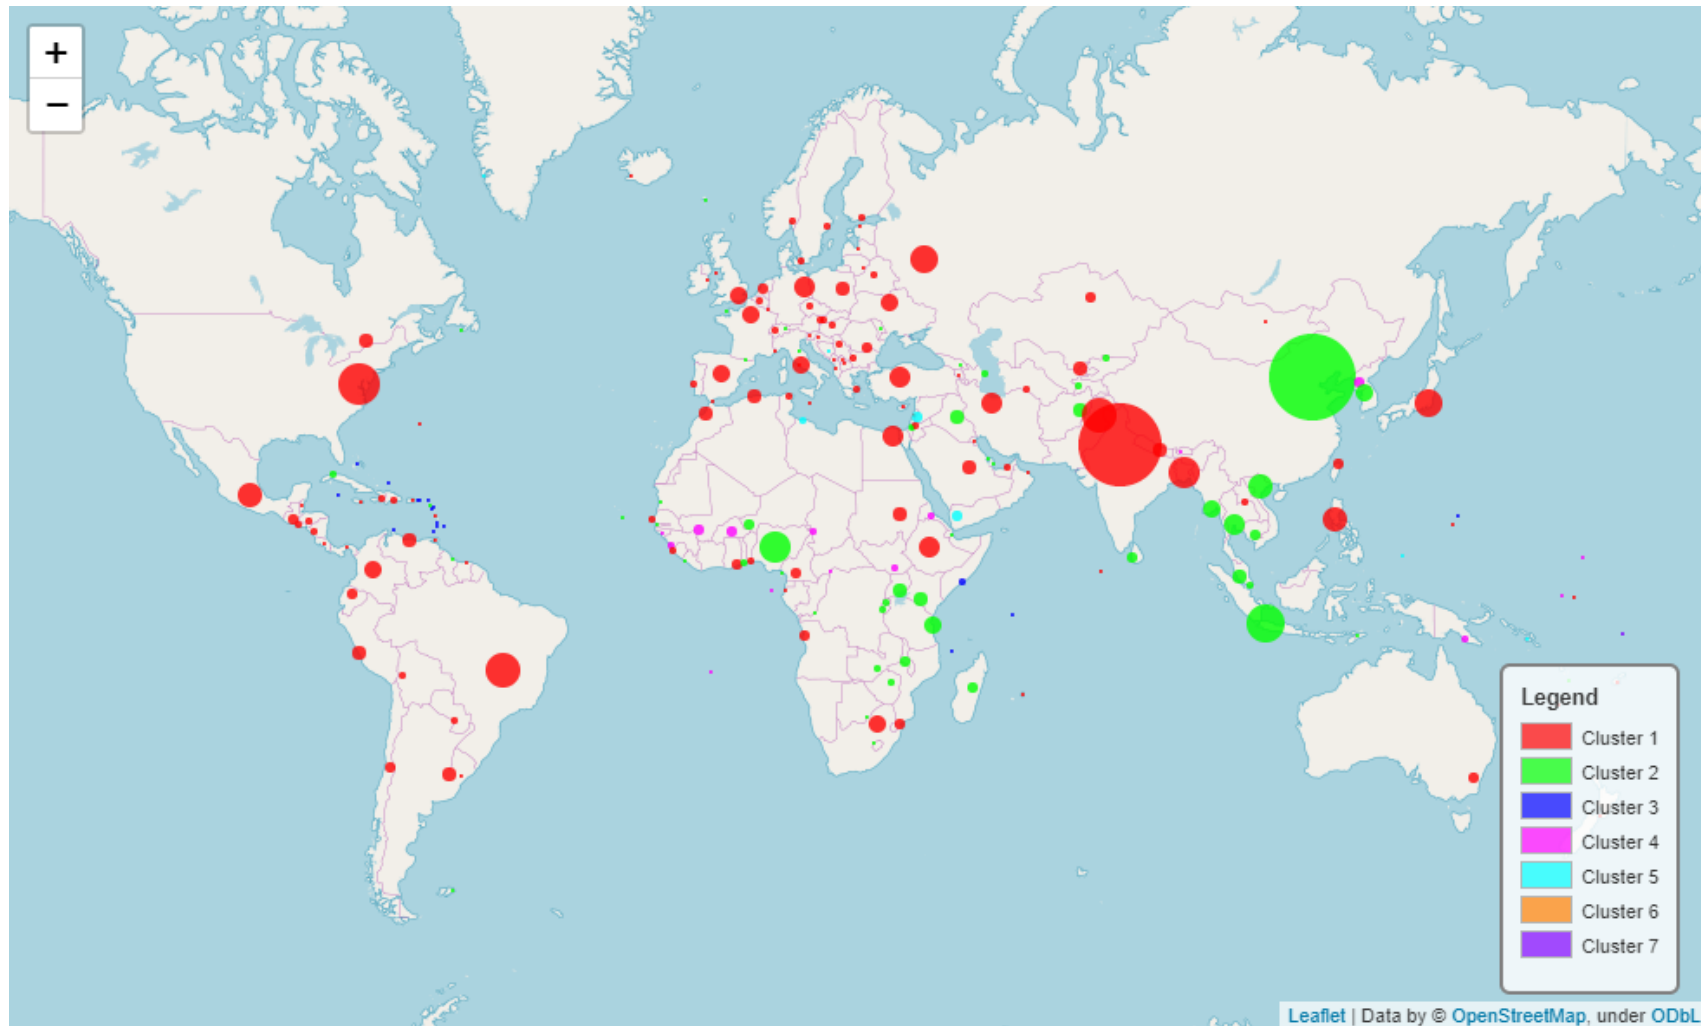 +
−
Legend
Cluster 1
Cluster 2
Cluster 3
Cluster 4
Cluster 5
Cluster 6
Cluster 7
Leaflet | Data by © OpenStreetMap, under ODbL